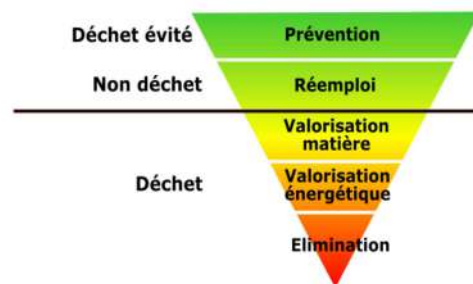 Déchet évité
Prévention
Non déchet
Réemploi
Valorisation
matière
Déchet
Valorisation
énergétique
Elimination